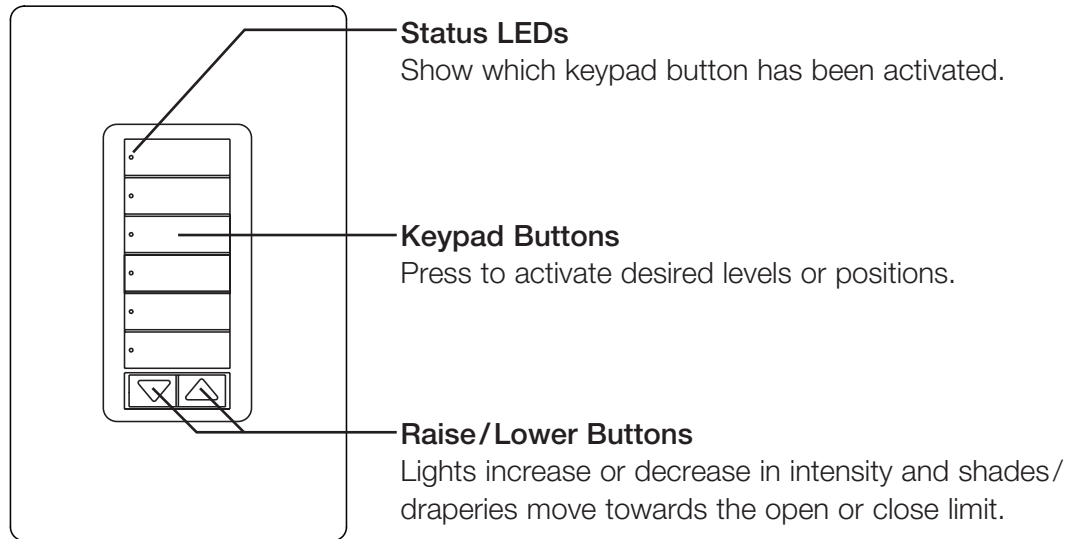 Status LEDs
Show which keypad button has been activated.
Keypad Buttons
Press to activate desired levels or positions.
Raise/Lower Buttons
Lights increase or decrease in intensity and shades/
draperies move towards the open or close limit.